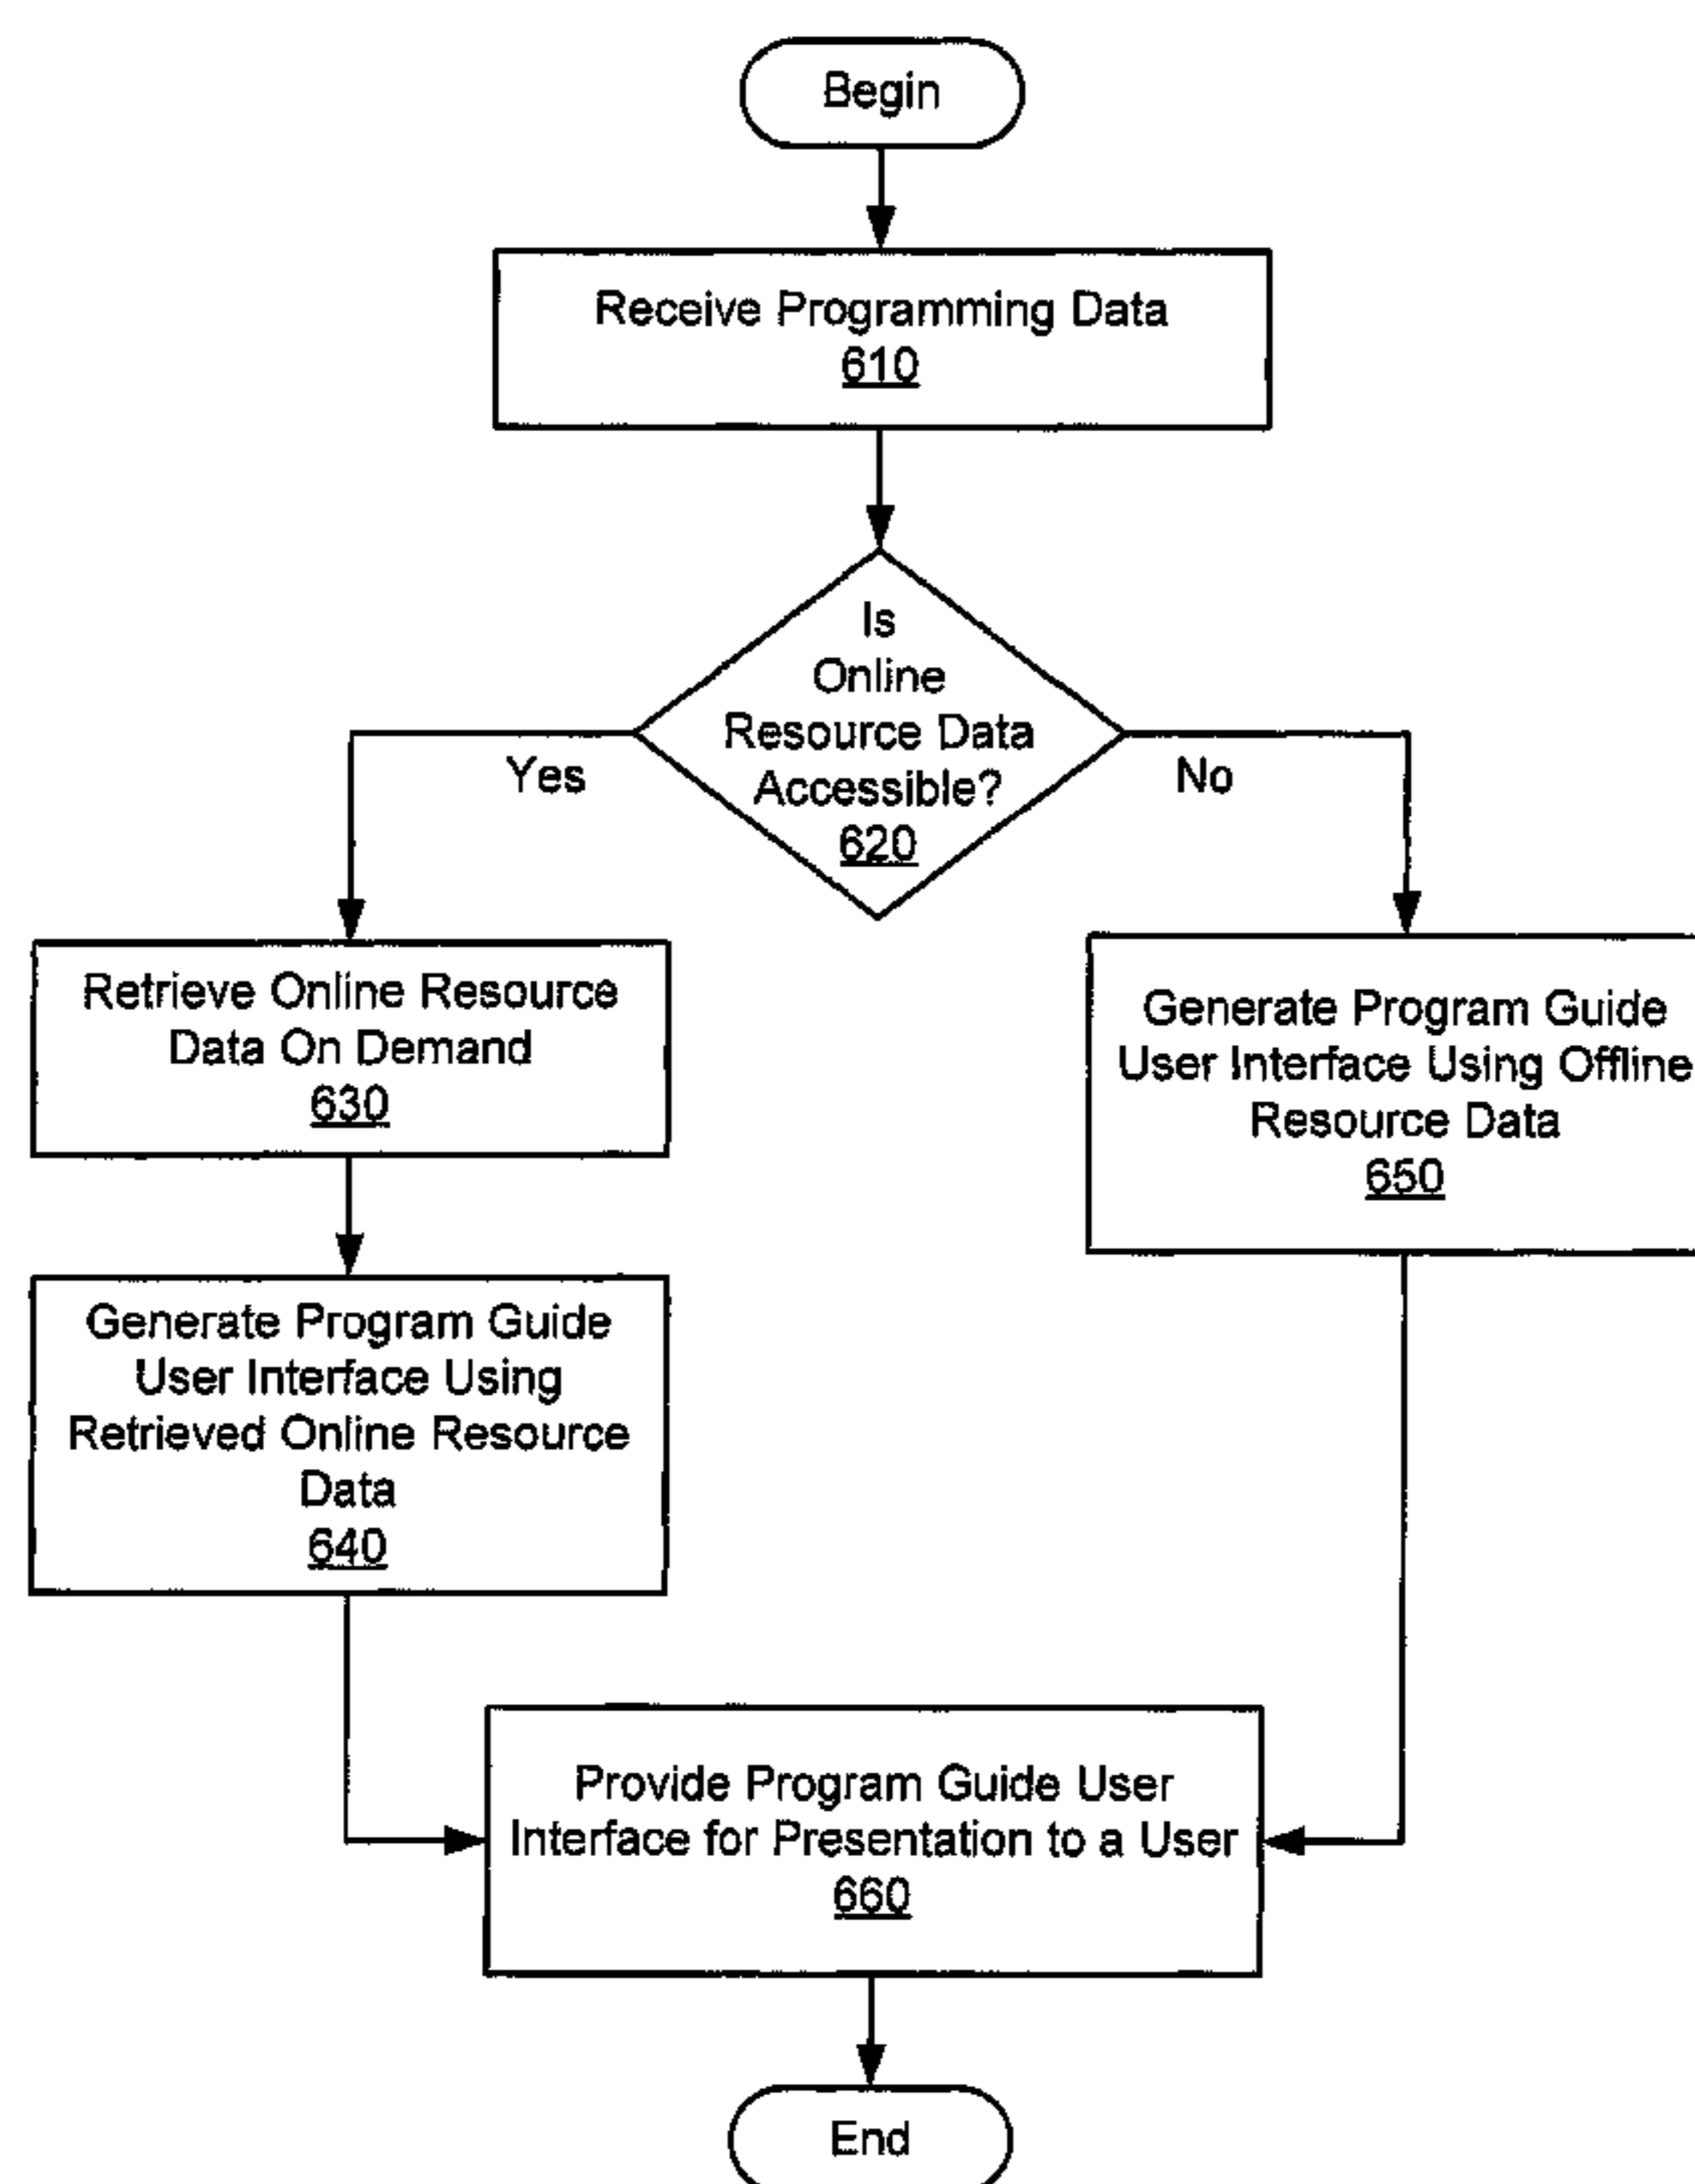 Begin
Receive Programming Data
610
Is
Online
Resource Data
Accessible?
620
Yes
No
Retrieve Online Resource
Data On Demand
630
Generate Program Guide
User Interface Using Offline
Resource Data
650
Generate Program Guide
User Interface Using
Retrieved Online Resource
Data
640
Provide Program Guide User
Interface for Presentation to a User
660
End